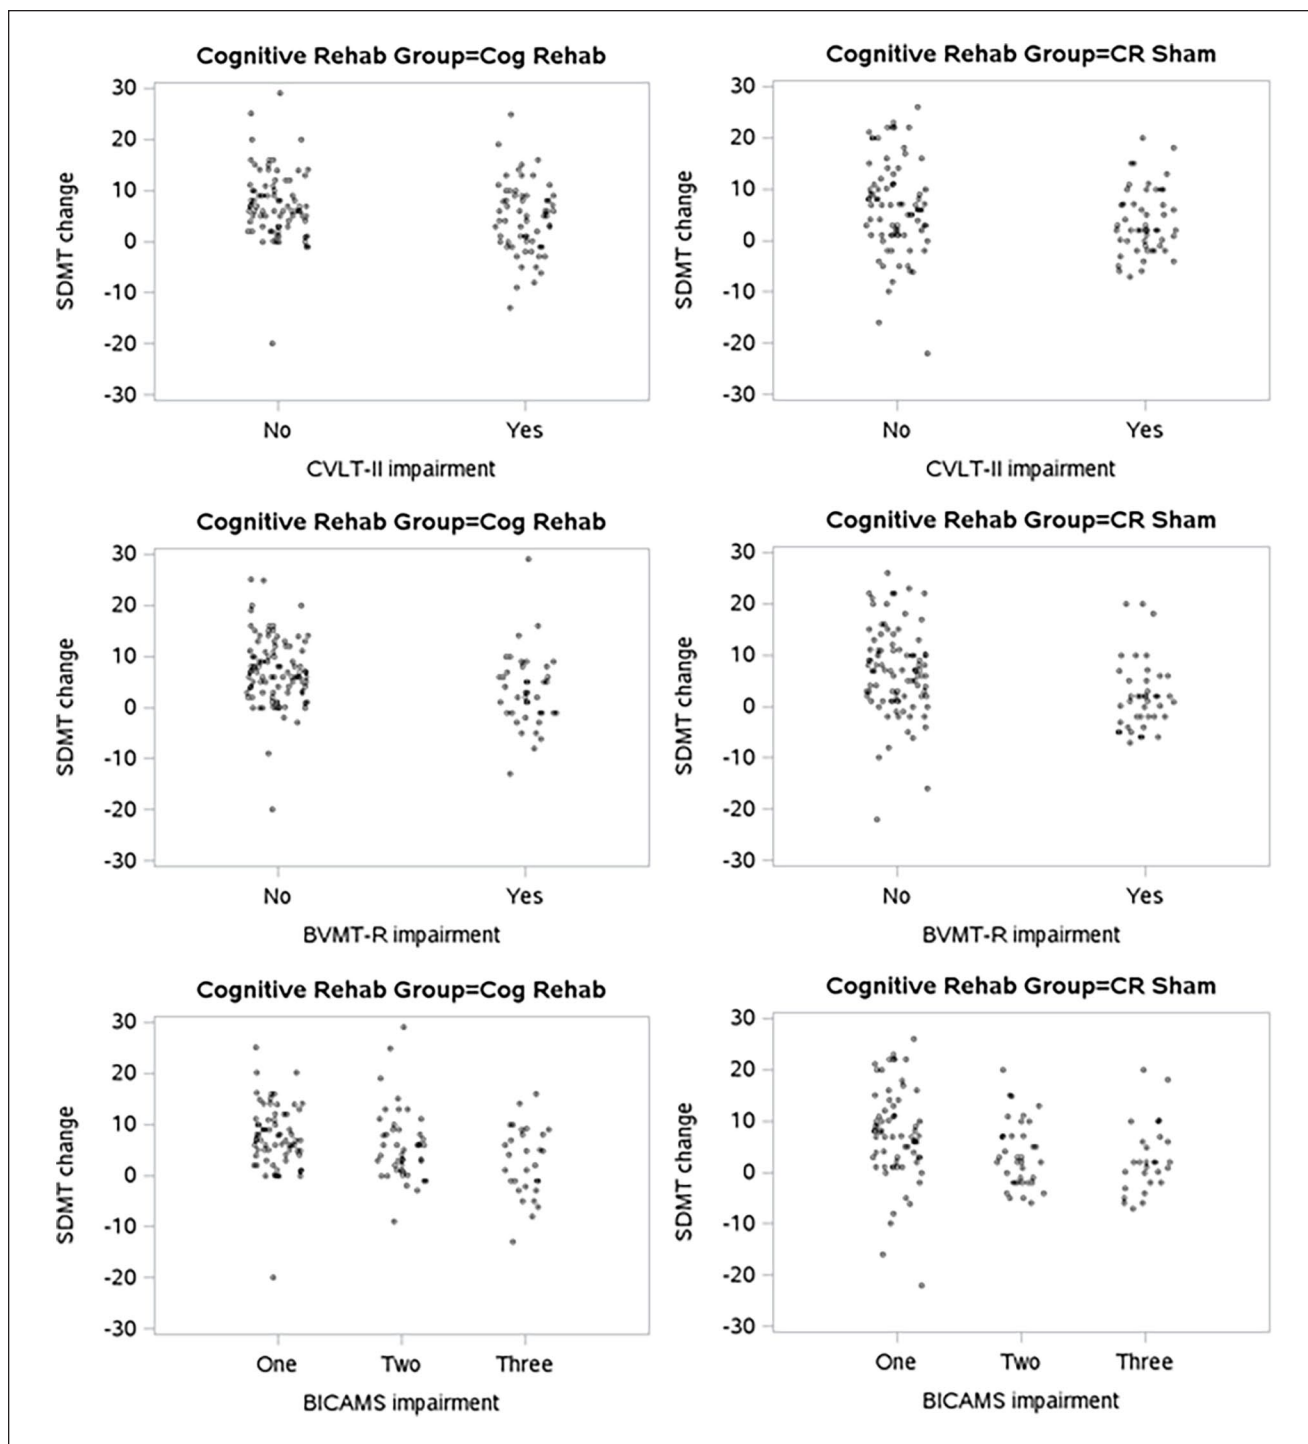 Cognitive Rehab Group=Cog Rehab
30
20
10
0
-10
-20
-30
SDMT change
No Yes
CVLT-II impairment
Cognitive Rehab Group=CR Sham
30
20
10
0
-10
-20
-30
SDMT change
No Yes
CVLT-II impairment
Cognitive Rehab Group=Cog Rehab
30
20
10
0
-10
-20
-30
SDMT change
No Yes
BVMT-R impairment
Cognitive Rehab Group=CR Sham
30
20
10
0
-10
-20
-30
SDMT change
No Yes
BVMT-R impairment
Cognitive Rehab Group=Cog Rehab
30
20
10
0
-10
-20
-30
SDMT change
One Two Three
BICAMS impairment
Cognitive Rehab Group=CR Sham
30
20
10
0
-10
-20
-30
SDMT change
One Two Three
BICAMS impairment